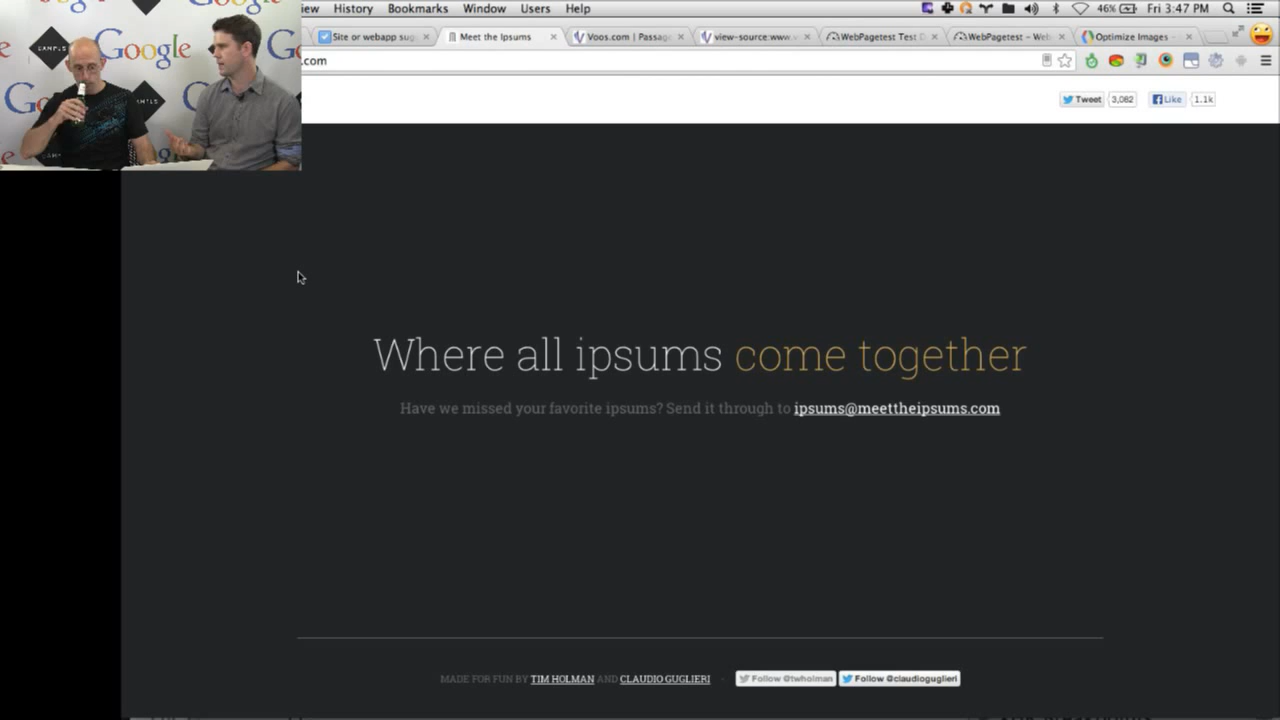 iew History Bookmarks Window Users Help 46% Fri 3:47 PM
Site or webapp sug Meet the Ipsums Voos.com | Passag view-source:www.v WebPagetest Test D WebPagetest - Web Optimize Images -
.com
Tweet 3,062 Like 1.1k
Google
CAMPUS
Where all ipsums come together
Have we missed your favorite ipsums? Send it through to ipsums@meettheipsums.com
MADE FOR FUN BY TIM HOLMAN AND CLAUDIO GUGLIERI · Follow @twholman Follow @claudioguglieri